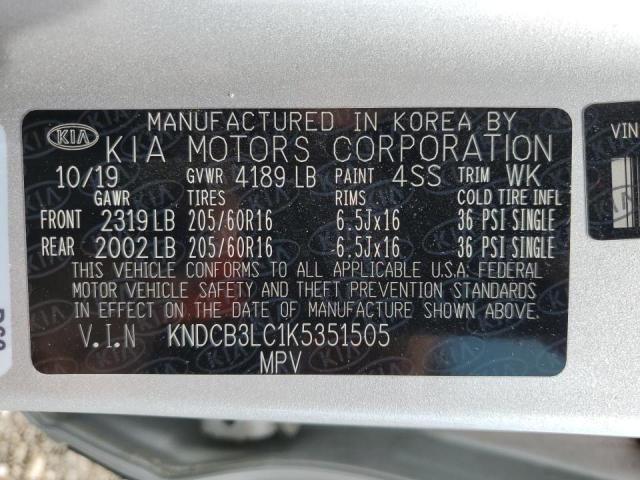 MANUFACTURED IN KOREA BY
KIA KIA MOTORS CORPORATION
10/19 GVWR 4189 LB PAINT 4SS TRIM WK
GAWR TIRES RIMS COLD TIRE INFL
FRONT 2319 LB 205/60R16 6.5Jx16 36 PSI SINGLE
REAR 2002 LB 205/60R16 6.5Jx16 36 PSI SINGLE
THIS VEHICLE CONFORMS TO ALL APPLICABLE U.S.A. FEDERAL
MOTOR VEHICLE SAFETY AND THEFT PREVENTION STANDARDS
IN EFFECT ON THE DATE OF MANUFACTURE SHOWN ABOVE.
V.I.N KNDCB3LC1K5351505
MPV
VIN